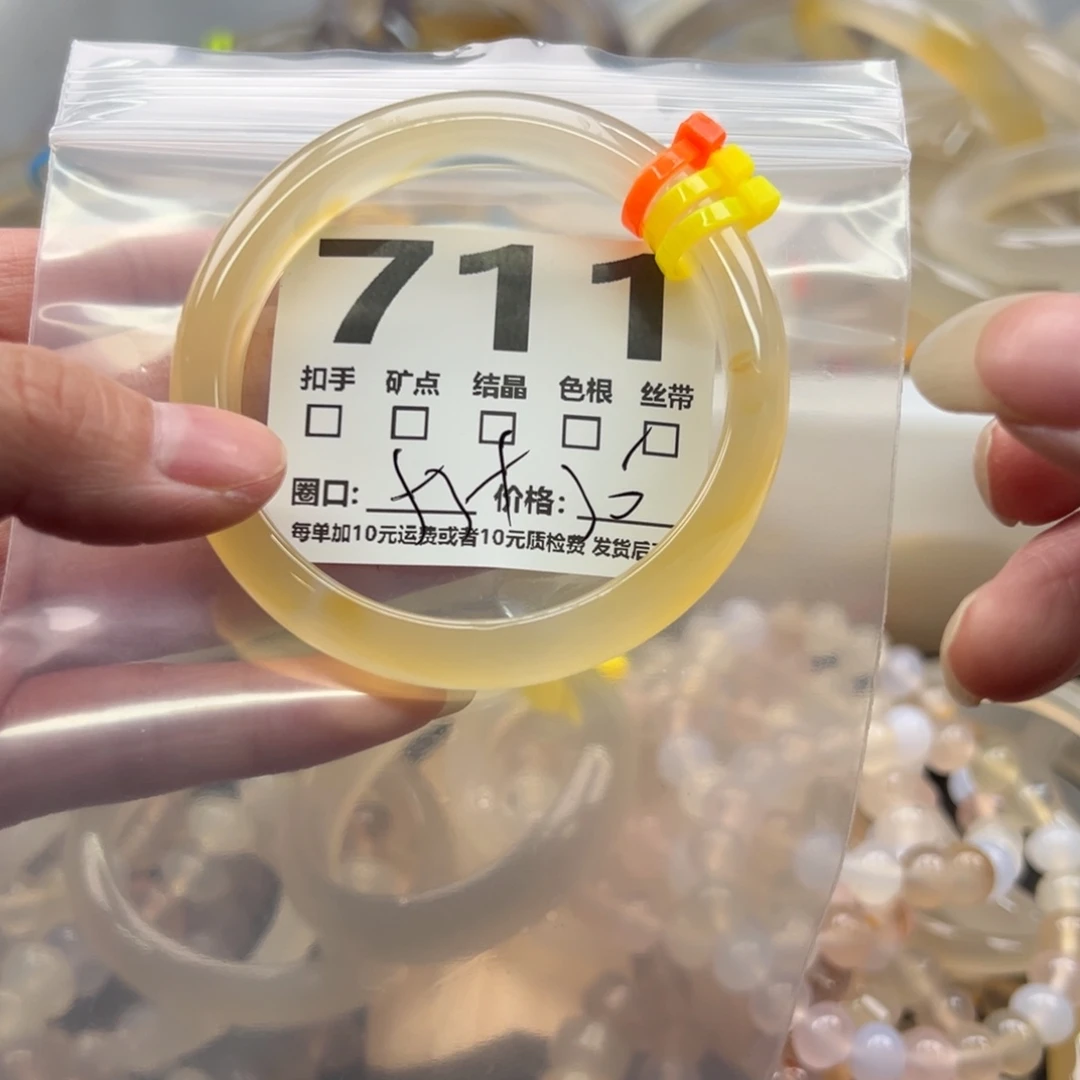 711
扣手 矿点 结晶 色根 丝带
圈口: 价格:
每单加10元运费或者10元质检费 发货后